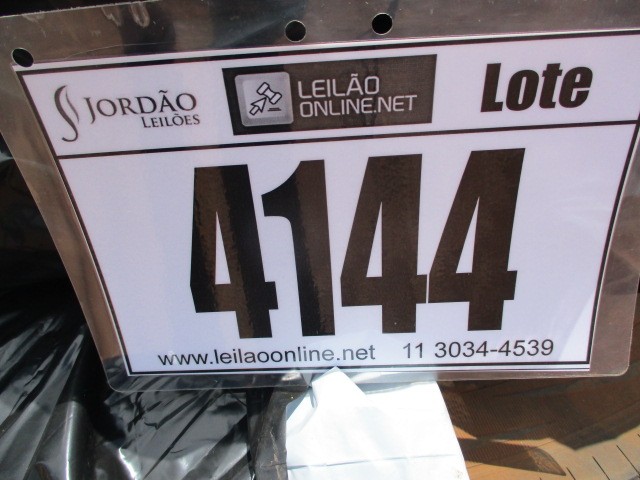 JORDÃO
LEILÕES
LEILÃO
ONLINE.NET
Lote
4144
www.leilaoonline.net 11 3034-4539